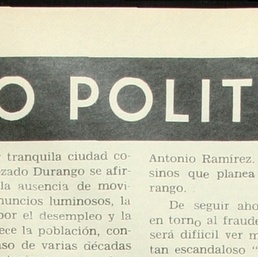 O POLIT
tranquila ciudad co-
zado Durango se afir-
la ausencia de movi-
nuncios luminosos, la
por el desempleo y la
ece la población, con-
aso de varias décadas
Antonio Ramírez.
sinos que planea
rango.
De seguir aho
en torno al fraude
será difícil ver m
tan escandaloso "